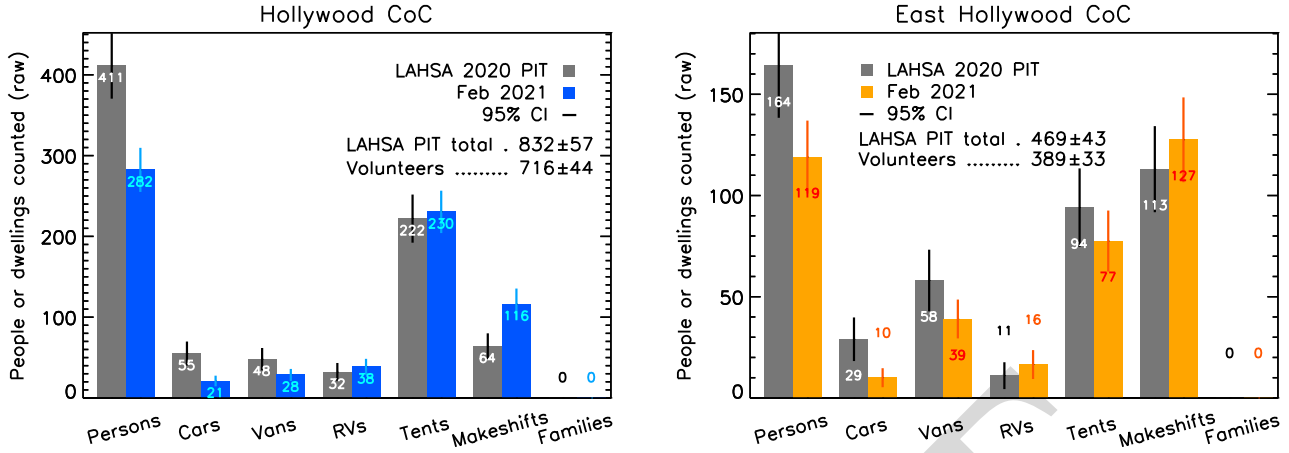 Hollywood CoC
People or dwellings counted (raw)
400
300
200
100
0
LAHSA 2020 PIT
Feb 2021
95% CI
LAHSA PIT total . 832±57
Volunteers ......... 716±44
411
282
55
21
48
28
32
38
222
230
64
116
0
0
Persons
Cars
Vans
RVs
Tents
Makeshifts
Families
East Hollywood CoC
People or dwellings counted (raw)
150
100
50
0
LAHSA 2020 PIT
Feb 2021
95% CI
LAHSA PIT total . 469±43
Volunteers ......... 389±33
164
119
29
10
58
39
11
16
94
77
113
127
0
0
Persons
Cars
Vans
RVs
Tents
Makeshifts
Families